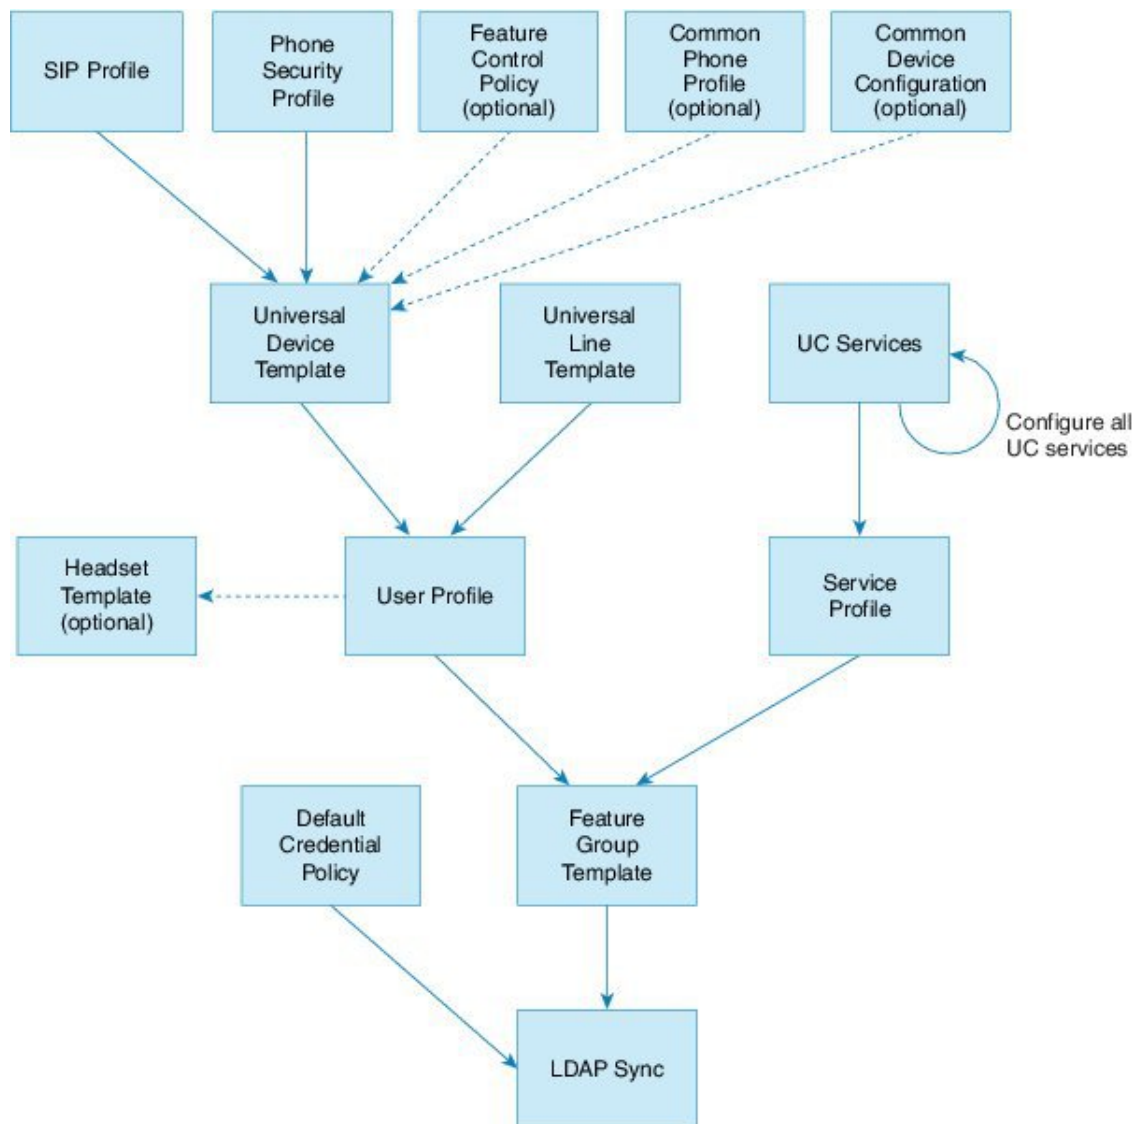 SIP Profile
Phone
Security
Profile
Feature
Control
Policy
(optional)
Common
Phone
Profile
(optional)
Common
Device
Configuration
(optional)
Universal
Device
Template
Universal
Line
Template
UC Services
Configure all
UC services
Headset
Template
(optional)
User Profile
Service
Profile
Default
Credential
Policy
Feature
Group
Template
LDAP Sync